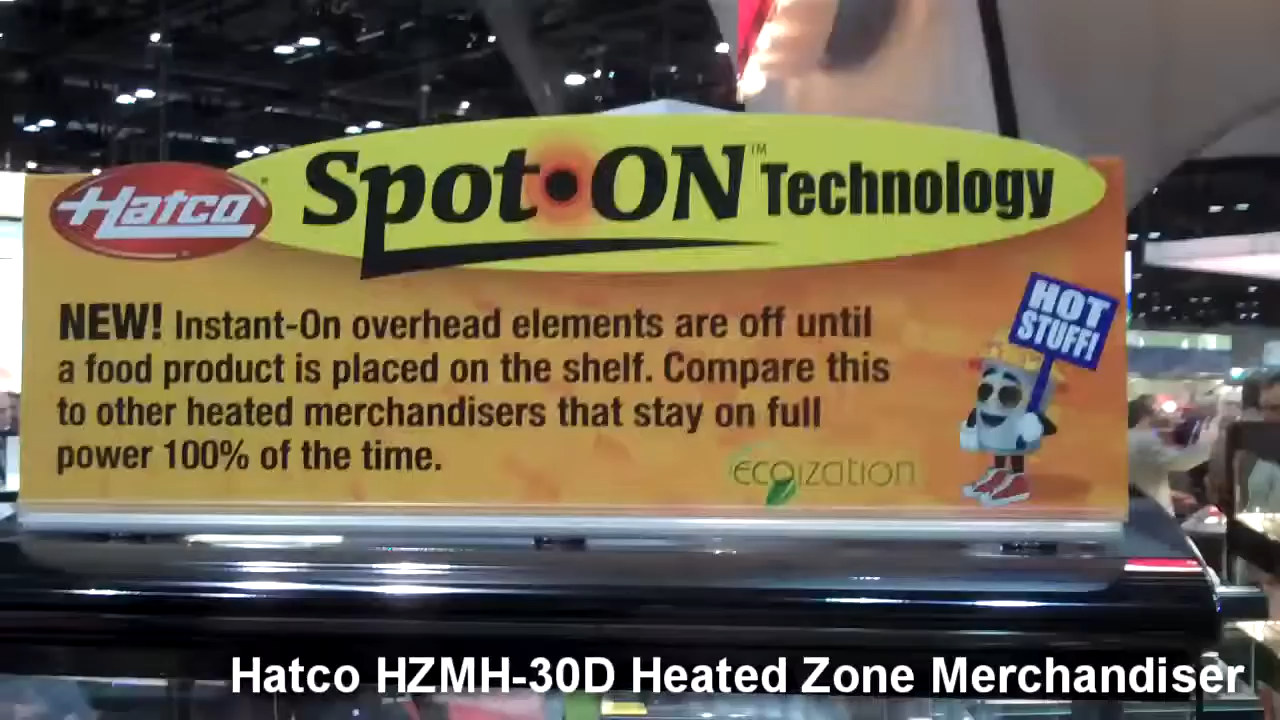 Hatco
Spot•ON™ Technology
NEW! Instant-On overhead elements are off until
a food product is placed on the shelf. Compare this
to other heated merchandisers that stay on full
power 100% of the time.
HOT
STUFF!
ecoization
Hatco HZMH-30D Heated Zone Merchandiser